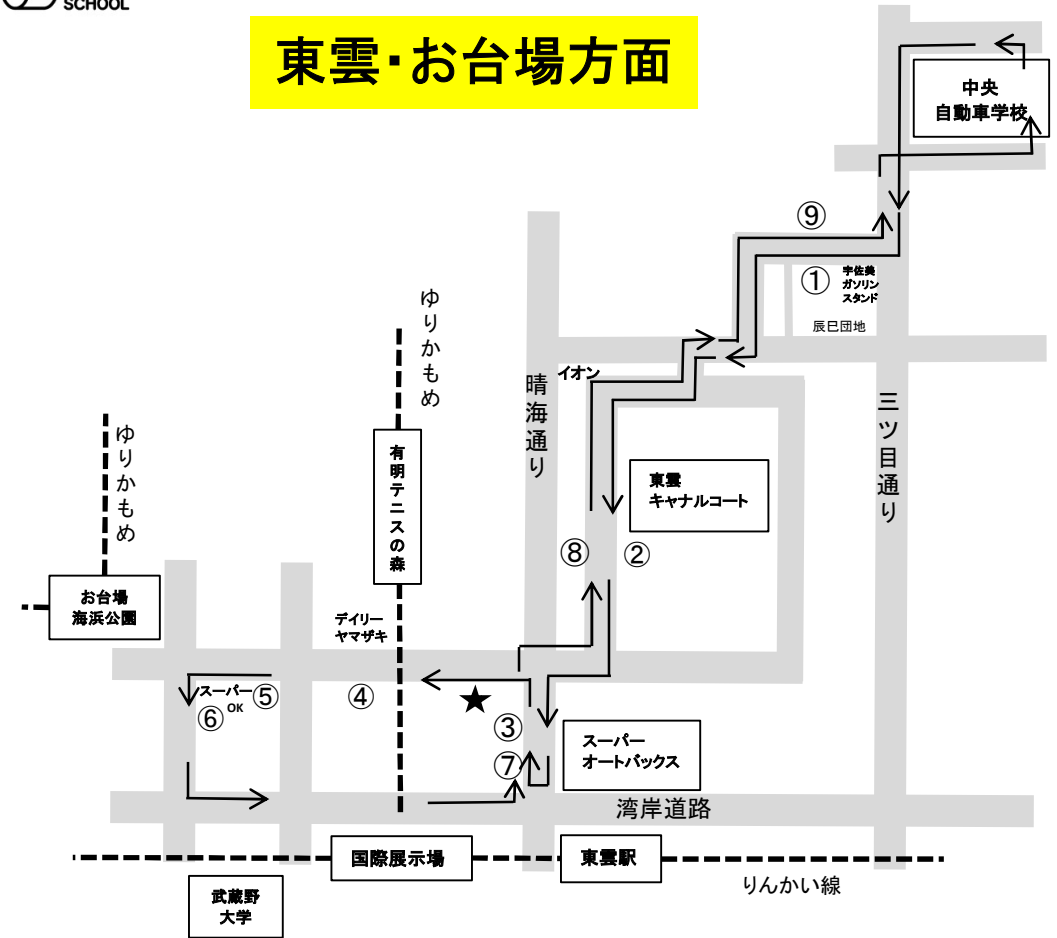 SCHOOL
東雲・お台場方面
中央
自動車学校
⑨
①
宇佐美
ガソリン
スタンド
辰巳団地
ゆりかもめ
イオン
晴海通り
三ツ目通り
ゆりかもめ
有明テニスの森
東雲
キャナルコート
⑧
②
お台場
海浜公園
デイリー
ヤマザキ
スーパー
OK
⑤
⑥
④
★
③
⑦
スーパー
オートバックス
湾岸道路
国際展示場
東雲駅
りんかい線
武蔵野
大学